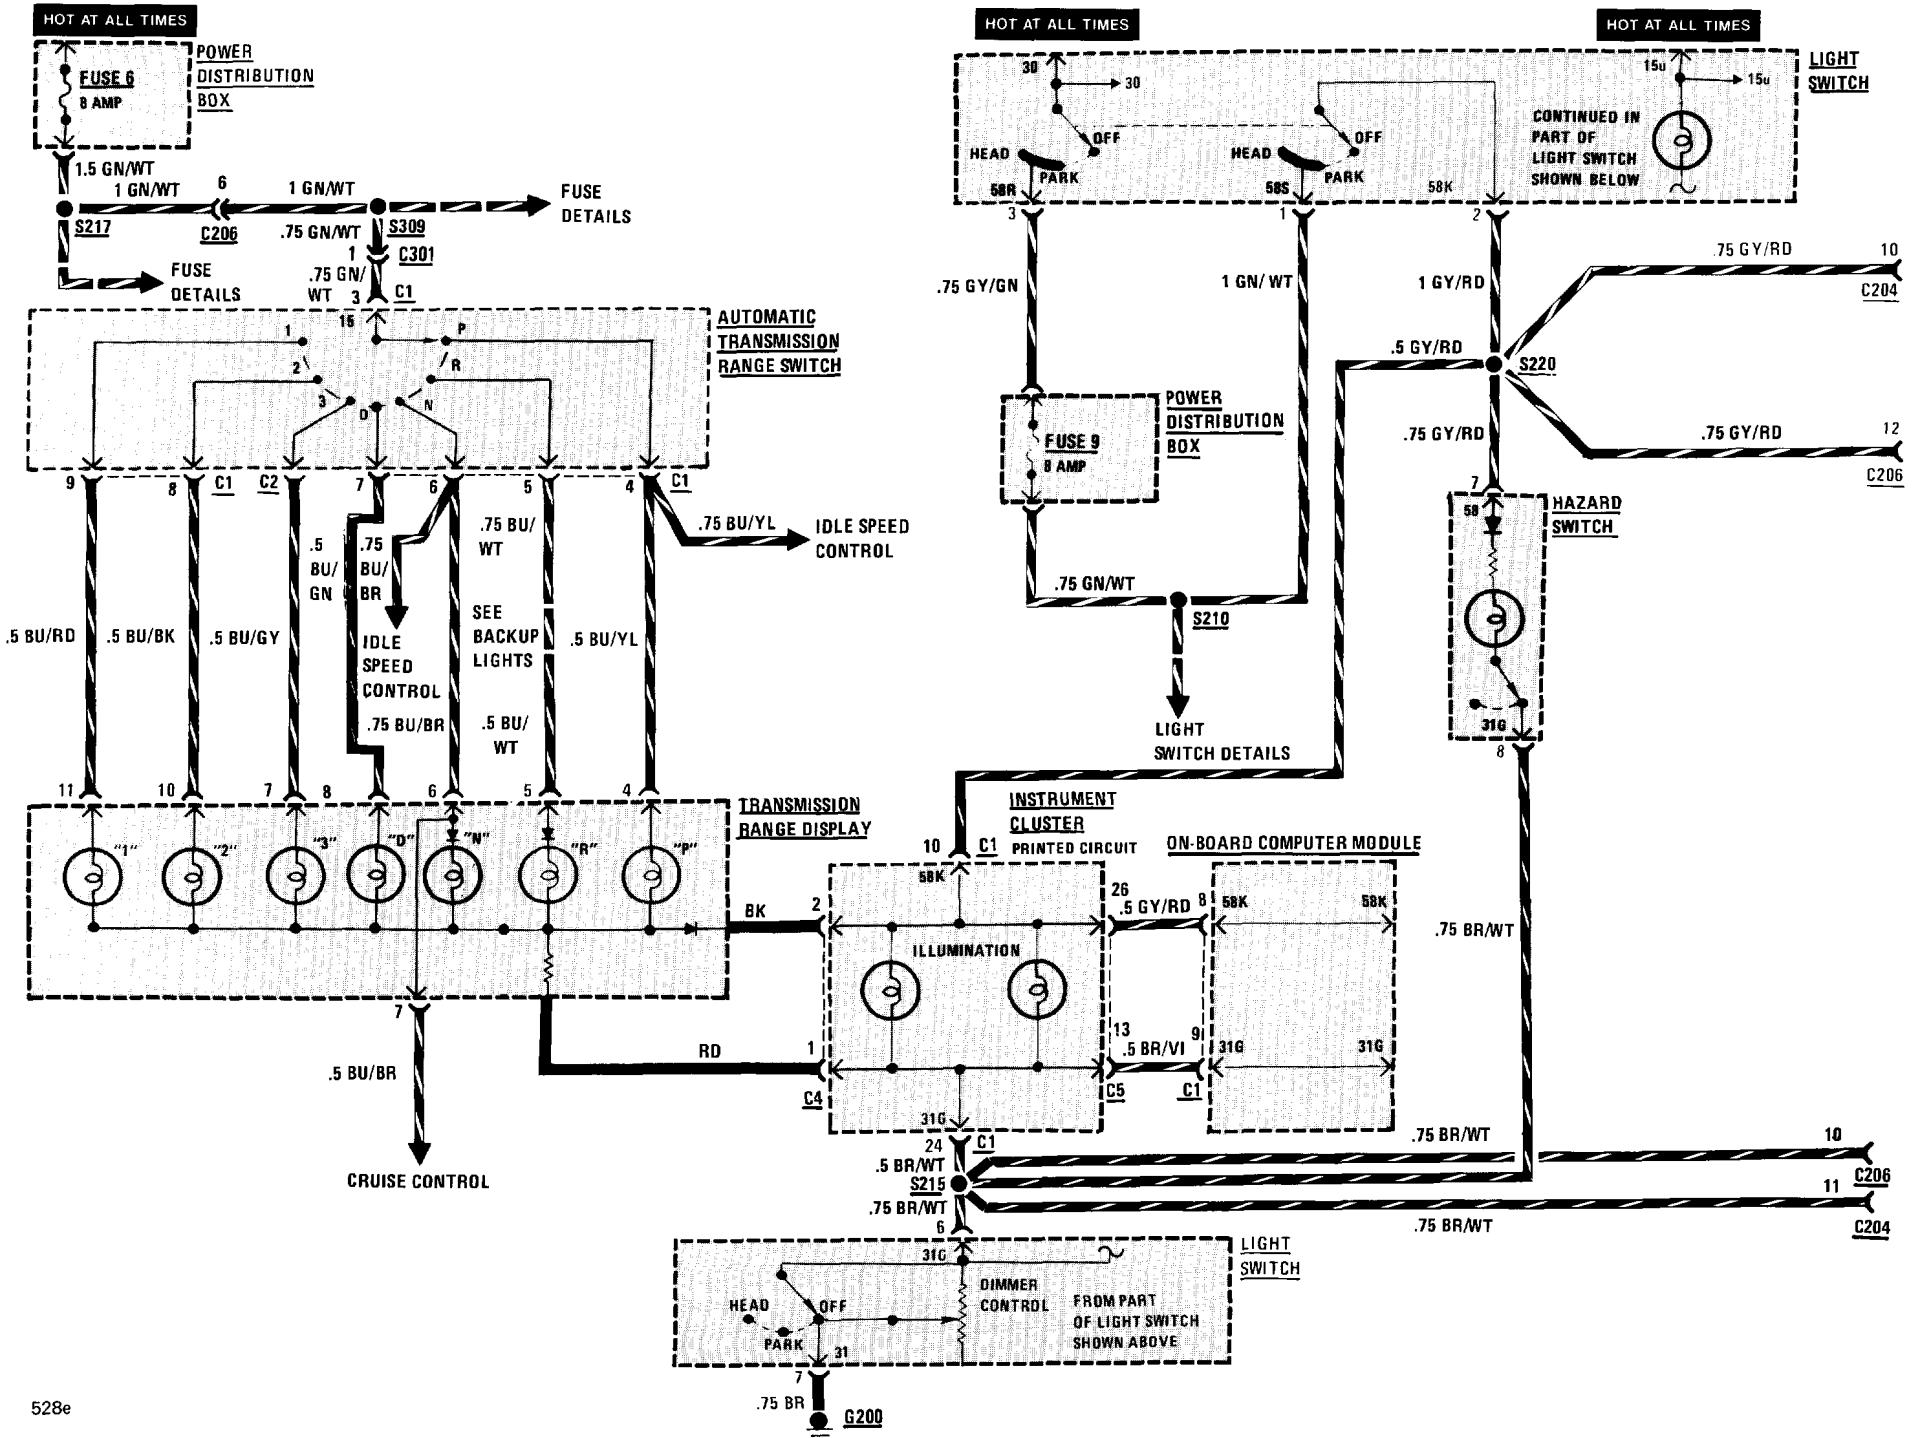 HOT AT ALL TIMES
FUSE 6
8 AMP
POWER
DISTRIBUTION
BOX
1.5 GN/WT
1 GN/WT
6
1 GN/WT
S217
C206
.75 GN/WT
S309
FUSE
DETAILS
1
C301
FUSE
DETAILS
.75 GN/
WT
3
C1
15
1
2
3
D
N
R
P
AUTOMATIC
TRANSMISSION
RANGE SWITCH
9
8
C1
C2
7
6
5
4
C1
.75 BU/YL
IDLE SPEED
CONTROL
.5 BU/RD
.5 BU/BK
.5 BU/GY
.5
BU/
GN
.75
BU/
BR
IDLE
SPEED
CONTROL
.75 BU/BR
.75 BU/
WT
SEE
BACKUP
LIGHTS
.5 BU/
WT
.5 BU/YL
11
10
7
8
6
5
4
TRANSMISSION
RANGE DISPLAY
"1"
"2"
"3"
"D"
"N"
"R"
"P"
BK
2
RD
1
C4
7
.5 BU/BR
CRUISE CONTROL
HOT AT ALL TIMES
HOT AT ALL TIMES
LIGHT
SWITCH
30
30
OFF
HEAD
PARK
58R
OFF
HEAD
PARK
58S
58K
15u
15u
CONTINUED IN
PART OF
LIGHT SWITCH
SHOWN BELOW
3
1
2
.75 GY/GN
1 GN/ WT
1 GY/RD
.75 GY/RD
10
C204
.5 GY/RD
S220
.75 GY/RD
.75 GY/RD
12
C206
FUSE 9
8 AMP
POWER
DISTRIBUTION
BOX
.75 GN/WT
S210
LIGHT
SWITCH DETAILS
7
58
HAZARD
SWITCH
31G
8
.75 BR/WT
INSTRUMENT
CLUSTER
10
C1
PRINTED CIRCUIT
58K
ILLUMINATION
31G
24
C1
26
.5 GY/RD
8
13
.5 BR/VI
9
C5
C1
ON-BOARD COMPUTER MODULE
58K
58K
31G
31G
.5 BR/WT
S215
.75 BR/WT
6
.75 BR/WT
10
C206
11
.75 BR/WT
C204
LIGHT
SWITCH
31G
DIMMER
CONTROL
FROM PART
OF LIGHT SWITCH
SHOWN ABOVE
HEAD
OFF
PARK
31
7
.75 BR
G200
528e